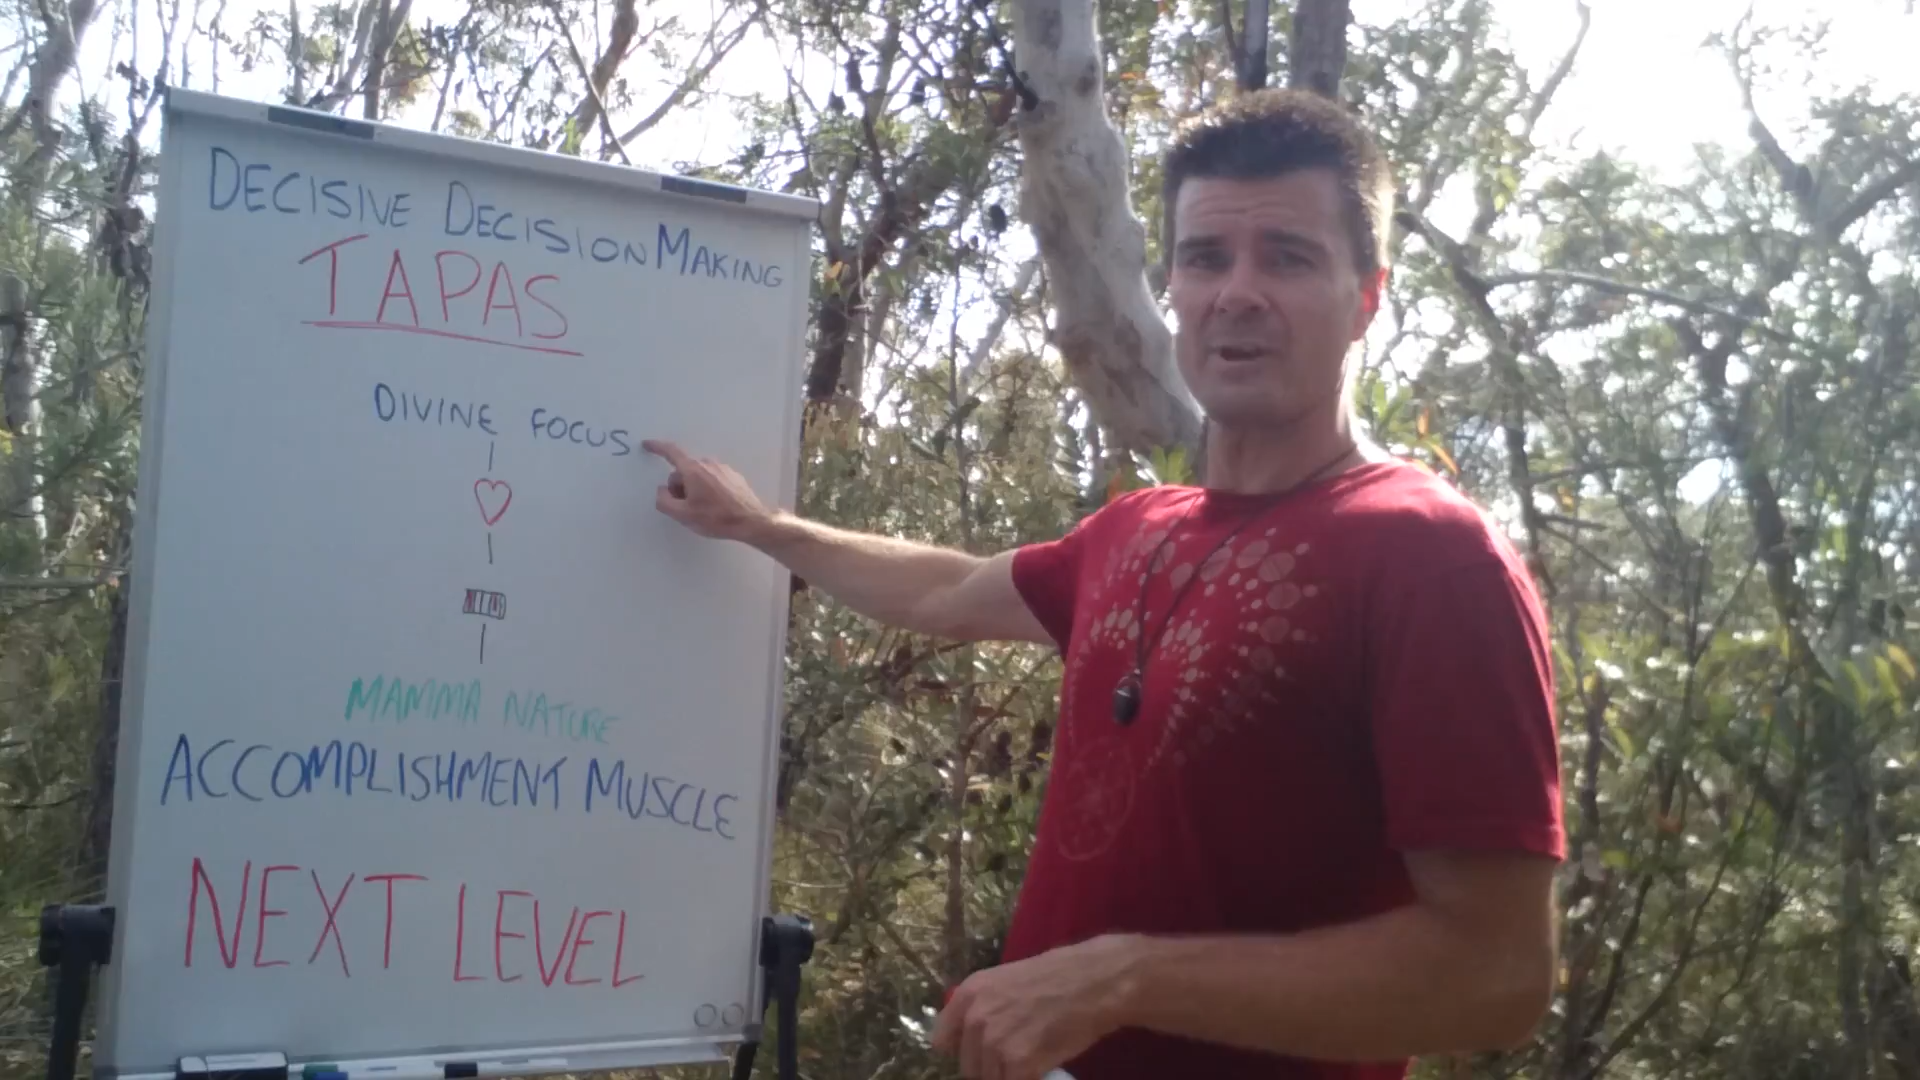 DECISIVE DECISION MAKING
TAPAS
DIVINE FOCUS
MAMMA NATURE
ACCOMPLISHMENT MUSCLE
NEXT LEVEL